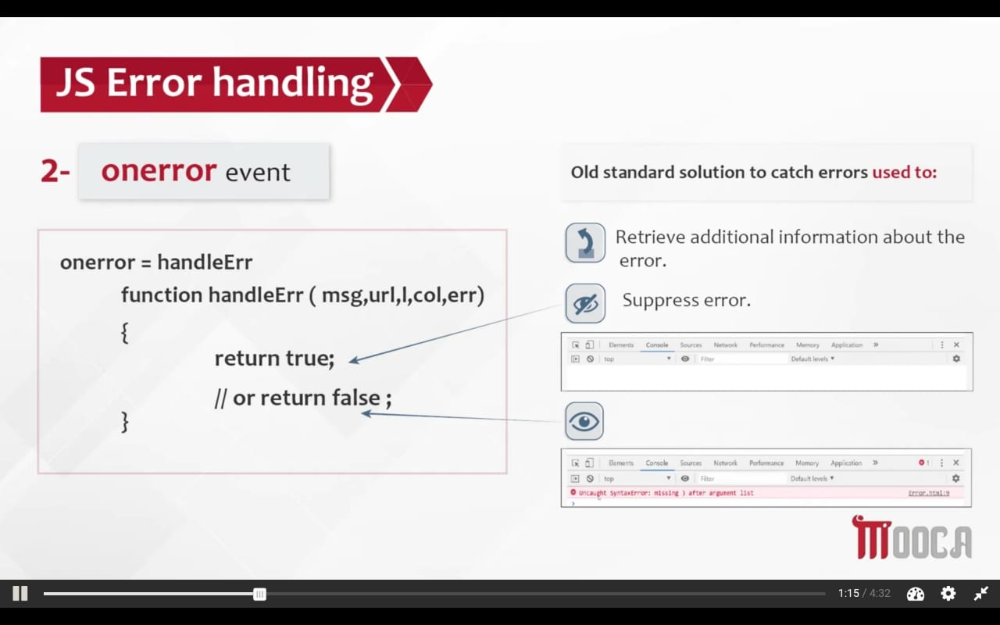 JS Error handling
2- onerror event
onerror = handleErr
function handleErr ( msg,url,l,col,err)
{
return true;
// or return false ;
}
Old standard solution to catch errors used to:
Retrieve additional information about the
error.
Suppress error.
Elements Console Sources Network Performance Memory Application »
top Filter Default levels
Elements Console Sources Network Performance Memory Application » 1
top Filter Default levels
Uncaught SyntaxError: missing ) after argument list Error.html:9
>
MOOCA
1:15 / 4:32